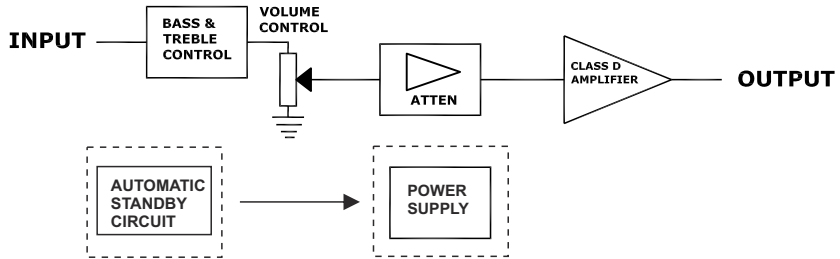 INPUT
BASS &
TREBLE
CONTROL
VOLUME
CONTROL
ATTEN
CLASS D
AMPLIFIER
OUTPUT
AUTOMATIC
STANDBY
CIRCUIT
POWER
SUPPLY